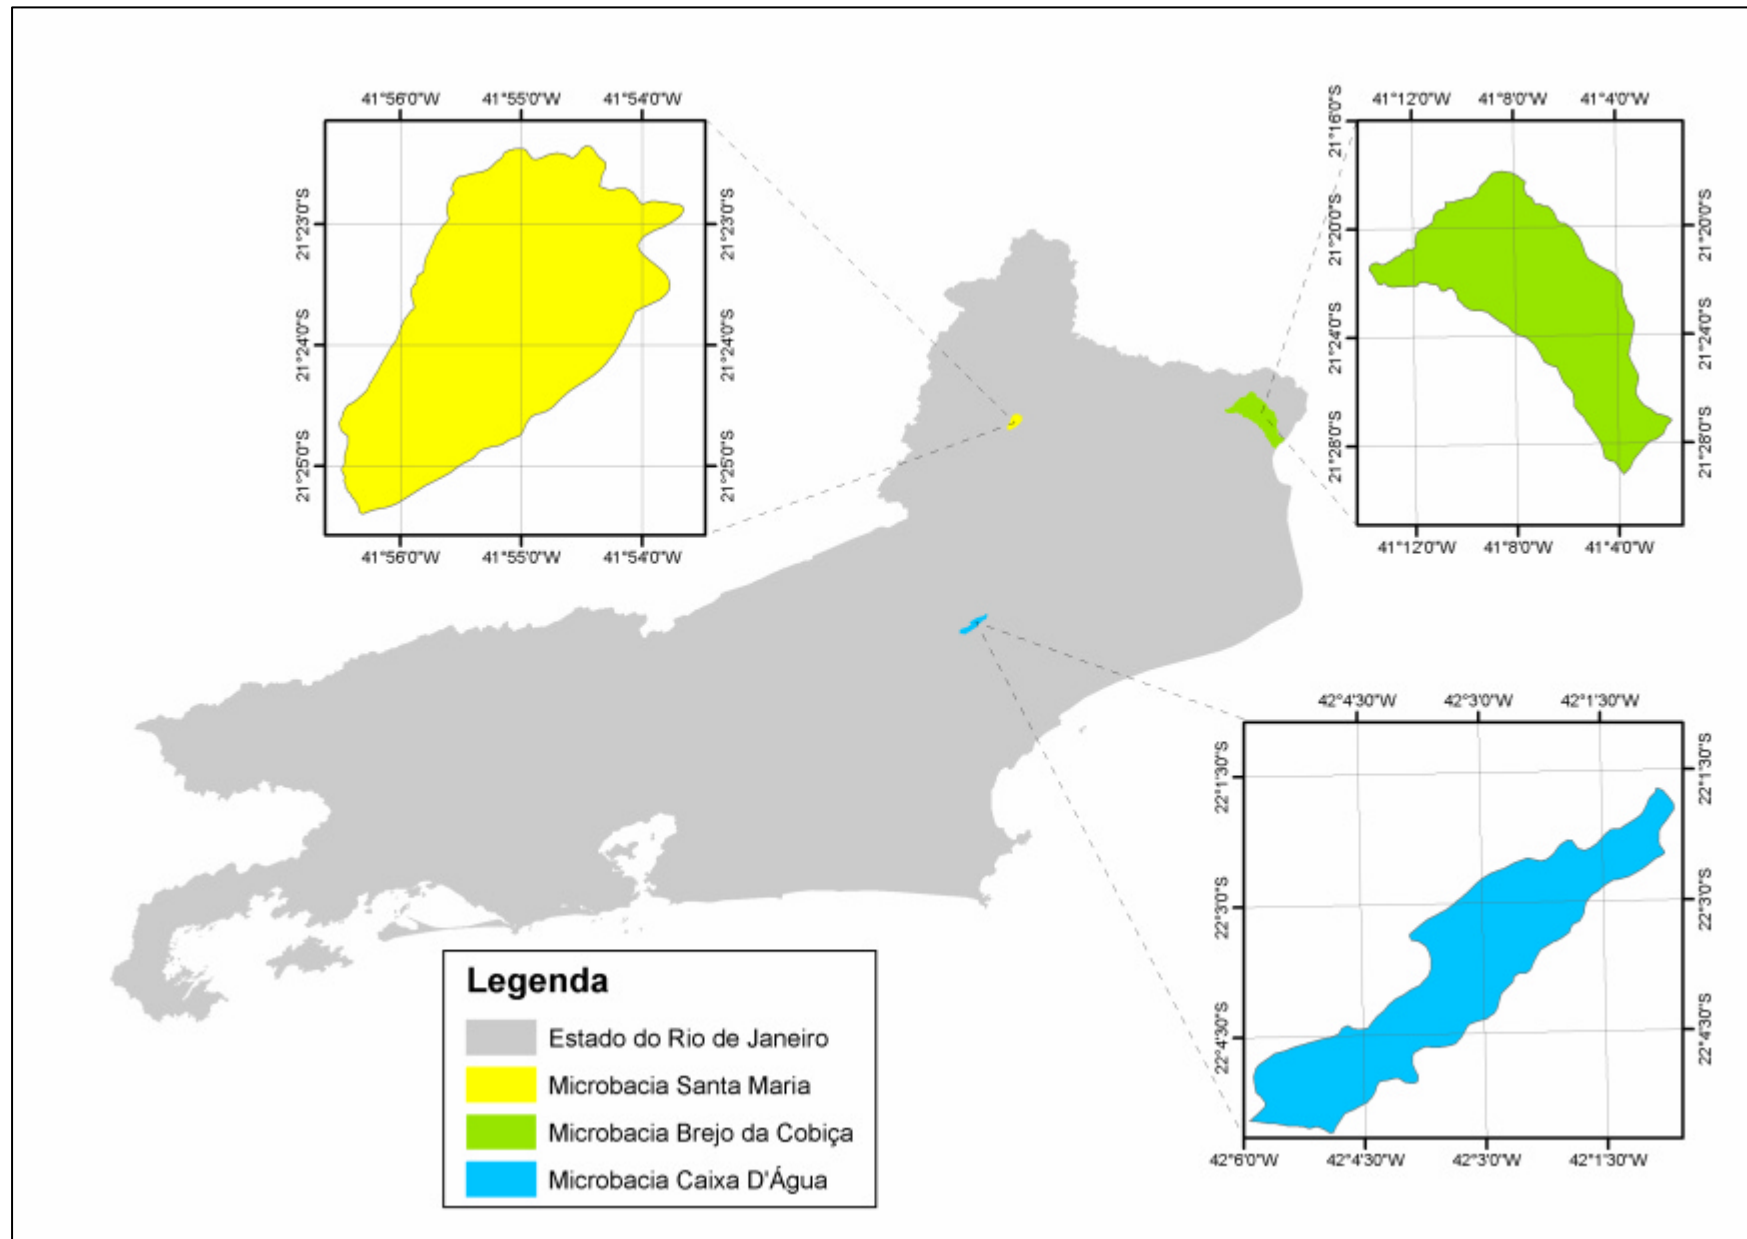 41°56'0"W 41°55'0"W 41°54'0"W
21°23'0"S 21°23'0"S
21°24'0"S 21°24'0"S
21°25'0"S 21°25'0"S
41°56'0"W 41°55'0"W 41°54'0"W
41°12'0"W 41°8'0"W 41°4'0"W
21°16'0"S
21°20'0"S 21°20'0"S
21°24'0"S 21°24'0"S
21°28'0"S 21°28'0"S
41°12'0"W 41°8'0"W 41°4'0"W
42°4'30"W 42°3'0"W 42°1'30"W
22°1'30"S 22°1'30"S
22°3'0"S 22°3'0"S
22°4'30"S 22°4'30"S
42°6'0"W 42°4'30"W 42°3'0"W 42°1'30"W
Legenda
Estado do Rio de Janeiro
Microbacia Santa Maria
Microbacia Brejo da Cobiça
Microbacia Caixa D'Água